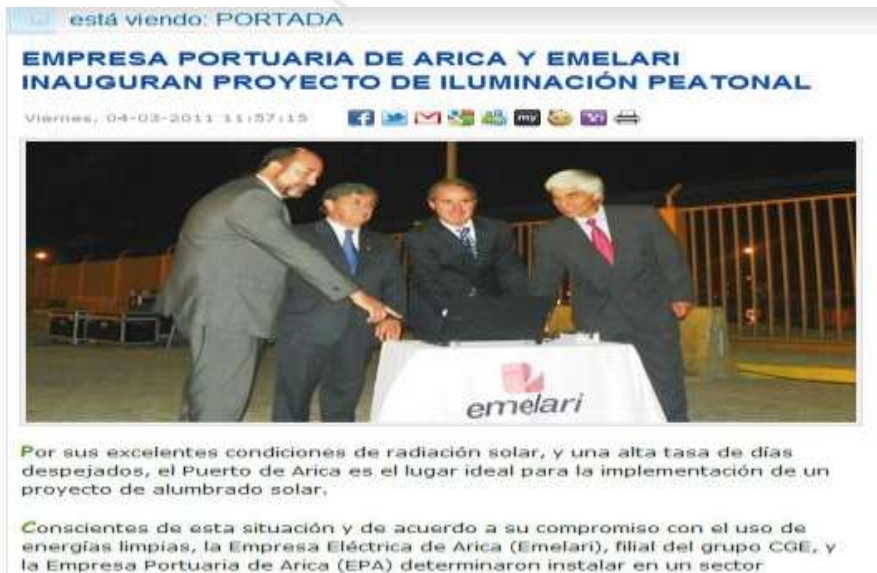 está viendo: PORTADA
EMPRESA PORTUARIA DE ARICA Y EMELARI
INAUGURAN PROYECTO DE ILUMINACIÓN PEATONAL
Viernes, 04-03-2011 11:57:15
my
emelari
Por sus excelentes condiciones de radiación solar, y una alta tasa de días
despejados, el Puerto de Arica es el lugar ideal para la implementación de un
proyecto de alumbrado solar.
Conscientes de esta situación y de acuerdo a su compromiso con el uso de
energías limpias, la Empresa Eléctrica de Arica (Emelari), filial del grupo CGE, y
la Empresa Portuaria de Arica (EPA) determinaron instalar en un sector